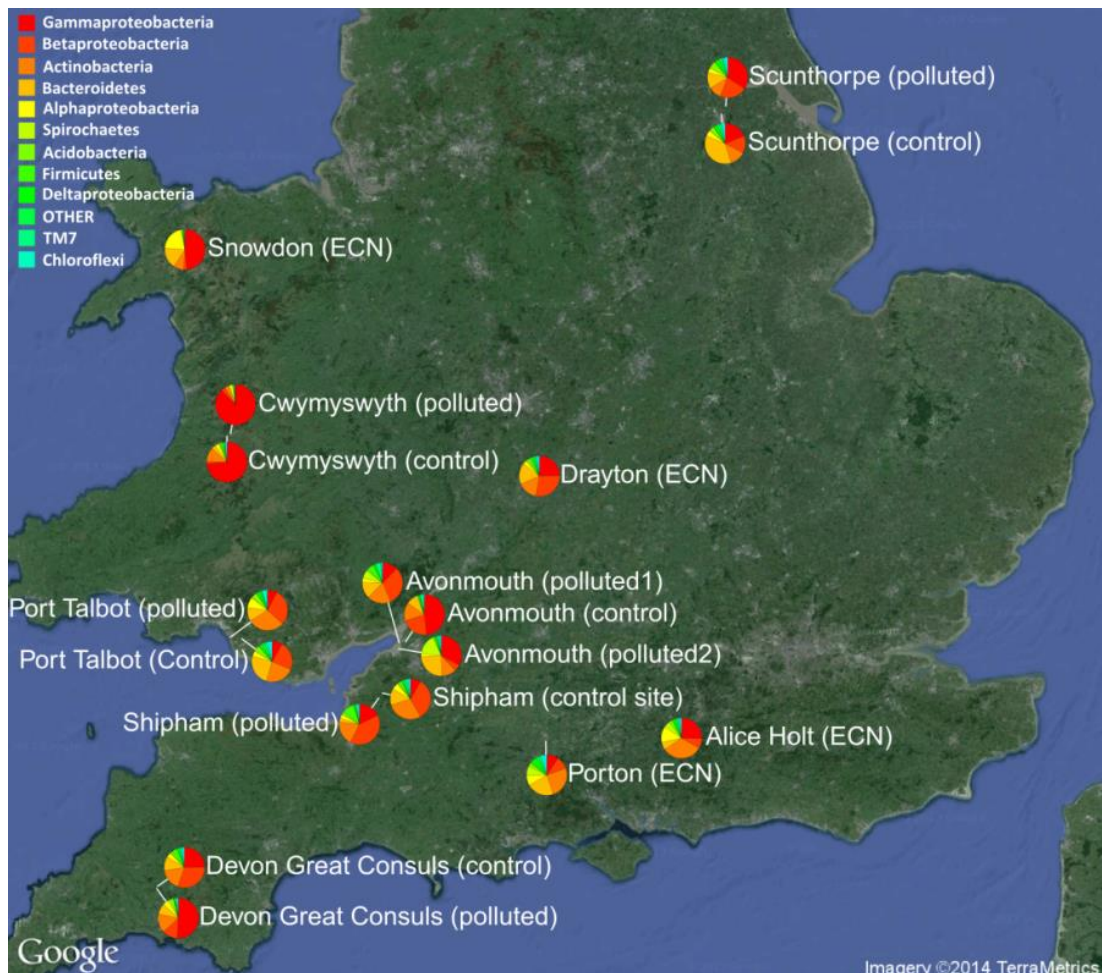 Gammaproteobacteria
Betaproteobacteria
Actinobacteria
Bacteroidetes
Alphaproteobacteria
Spirochaetes
Acidobacteria
Firmicutes
Deltaproteobacteria
OTHER
TM7
Chloroflexi
Scunthorpe (polluted)
Scunthorpe (control)
Snowdon (ECN)
Cwymyswyth (polluted)
Cwymyswyth (control)
Drayton (ECN)
Avonmouth (polluted1)
Port Talbot (polluted)
Avonmouth (control)
Port Talbot (Control)
Avonmouth (polluted2)
Shipham (control site)
Shipham (polluted)
Alice Holt (ECN)
Porton (ECN)
Devon Great Consuls (control)
Devon Great Consuls (polluted)
Google
Imagery ©2014 TerraMetrics